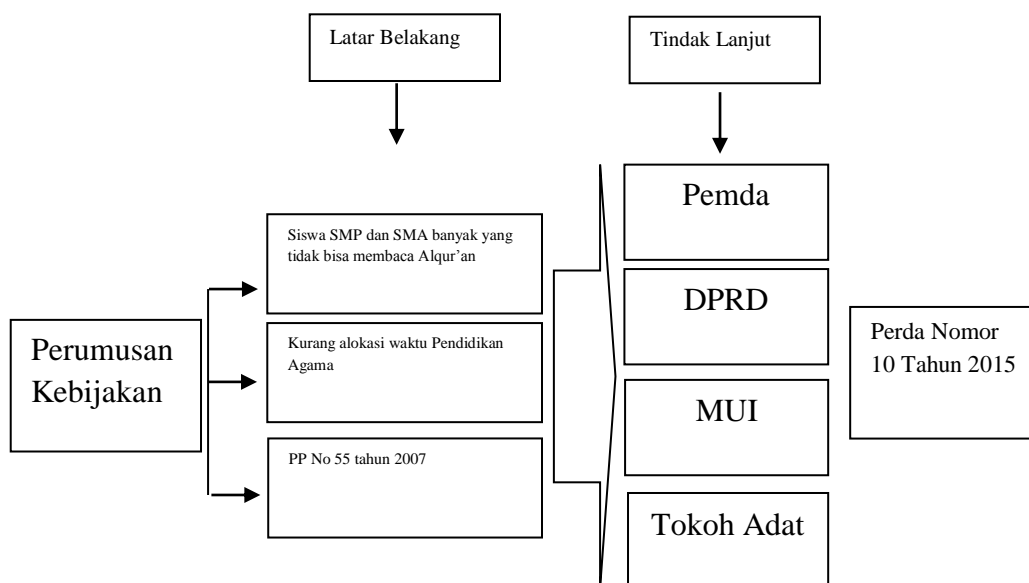 Latar Belakang
Tindak Lanjut
Perumusan
Kebijakan
Siswa SMP dan SMA banyak yang
tidak bisa membaca Alqur’an
Kurang alokasi waktu Pendidikan
Agama
PP No 55 tahun 2007
Pemda
DPRD
MUI
Tokoh Adat
Perda Nomor
10 Tahun 2015